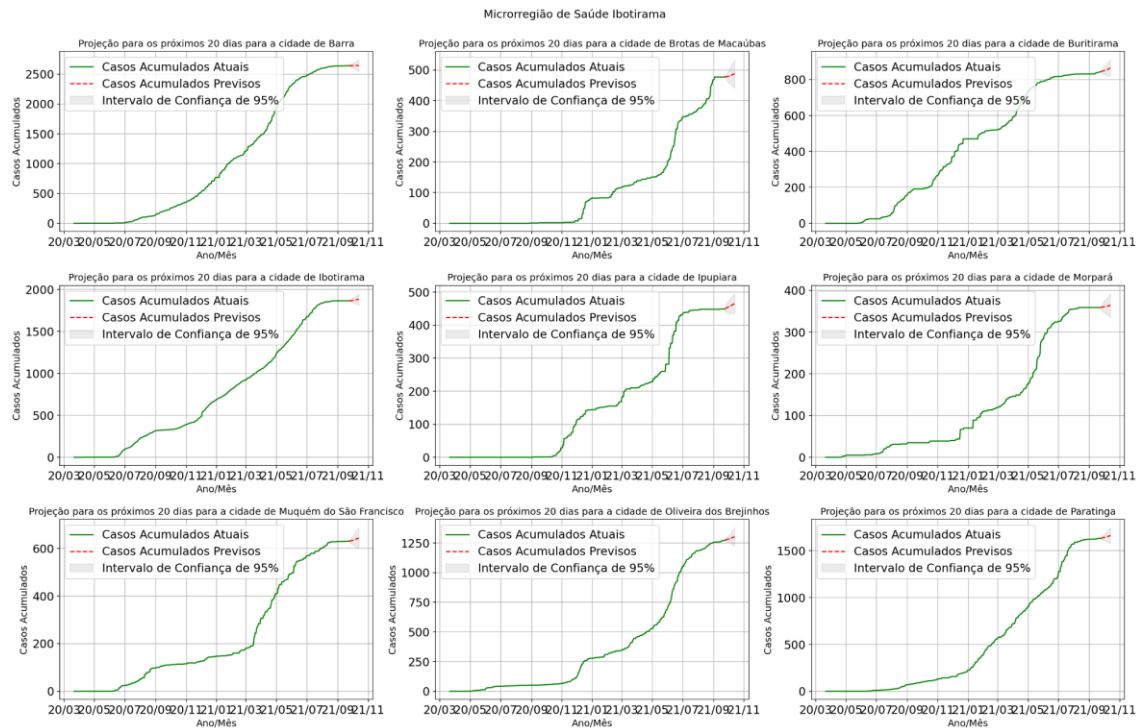 Microrregião de Saúde Ibotirama
Projeção para os próximos 20 dias para a cidade de Barra
Casos Acumulados Atuais
Casos Acumulados Previsos
Intervalo de Confiança de 95%
Casos Acumulados
2500
2000
1500
1000
500
0
20/03 20/05 20/07 20/09 20/11 21/01 21/03 21/05 21/07 21/09 21/11
Ano/Mês
Projeção para os próximos 20 dias para a cidade de Brotas de Macaúbas
Casos Acumulados Atuais
Casos Acumulados Previsos
Intervalo de Confiança de 95%
Casos Acumulados
500
400
300
200
100
0
20/03 20/05 20/07 20/09 20/11 21/01 21/03 21/05 21/07 21/09 21/11
Ano/Mês
Projeção para os próximos 20 dias para a cidade de Buritirama
Casos Acumulados Atuais
Casos Acumulados Previsos
Intervalo de Confiança de 95%
Casos Acumulados
800
600
400
200
0
20/03 20/05 20/07 20/09 20/11 21/01 21/03 21/05 21/07 21/09 21/11
Ano/Mês
Projeção para os próximos 20 dias para a cidade de Ibotirama
Casos Acumulados Atuais
Casos Acumulados Previsos
Intervalo de Confiança de 95%
Casos Acumulados
2000
1500
1000
500
0
20/03 20/05 20/07 20/09 20/11 21/01 21/03 21/05 21/07 21/09 21/11
Ano/Mês
Projeção para os próximos 20 dias para a cidade de Ipupiara
Casos Acumulados Atuais
Casos Acumulados Previsos
Intervalo de Confiança de 95%
Casos Acumulados
500
400
300
200
100
0
20/03 20/05 20/07 20/09 20/11 21/01 21/03 21/05 21/07 21/09 21/11
Ano/Mês
Projeção para os próximos 20 dias para a cidade de Morpará
Casos Acumulados Atuais
Casos Acumulados Previsos
Intervalo de Confiança de 95%
Casos Acumulados
400
300
200
100
0
20/03 20/05 20/07 20/09 20/11 21/01 21/03 21/05 21/07 21/09 21/11
Ano/Mês
Projeção para os próximos 20 dias para a cidade de Muquém do São Francisco
Casos Acumulados Atuais
Casos Acumulados Previsos
Intervalo de Confiança de 95%
Casos Acumulados
600
400
200
0
20/03 20/05 20/07 20/09 20/11 21/01 21/03 21/05 21/07 21/09 21/11
Ano/Mês
Projeção para os próximos 20 dias para a cidade de Oliveira dos Brejinhos
Casos Acumulados Atuais
Casos Acumulados Previsos
Intervalo de Confiança de 95%
Casos Acumulados
1250
1000
750
500
250
0
20/03 20/05 20/07 20/09 20/11 21/01 21/03 21/05 21/07 21/09 21/11
Ano/Mês
Projeção para os próximos 20 dias para a cidade de Paratinga
Casos Acumulados Atuais
Casos Acumulados Previsos
Intervalo de Confiança de 95%
Casos Acumulados
1500
1000
500
0
20/03 20/05 20/07 20/09 20/11 21/01 21/03 21/05 21/07 21/09 21/11
Ano/Mês